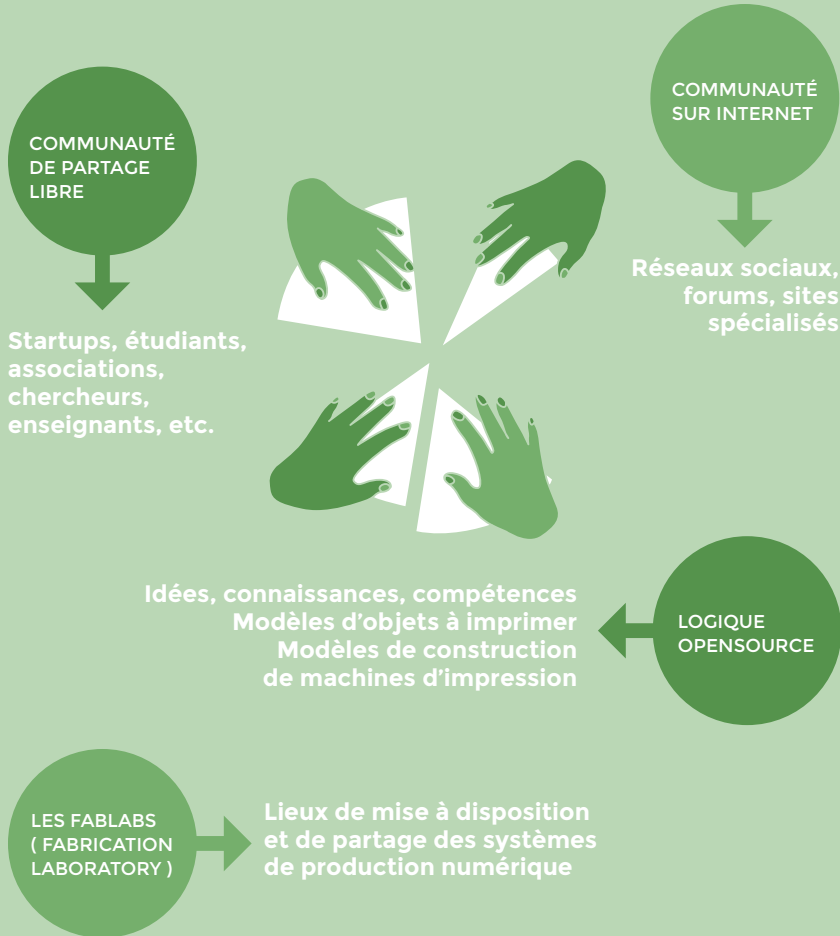 COMMUNAUTÉ
DE PARTAGE
LIBRE
Startups, étudiants,
associations,
chercheurs,
enseignants, etc.
COMMUNAUTÉ
SUR INTERNET
Réseaux sociaux,
forums, sites
spécialisés
Idées, connaissances, compétences
Modèles d'objets à imprimer
Modèles de construction
de machines d'impression
LOGIQUE
OPENSOURCE
LES FABLABS
( FABRICATION
LABORATORY )
Lieux de mise à disposition
et de partage des systèmes
de production numérique